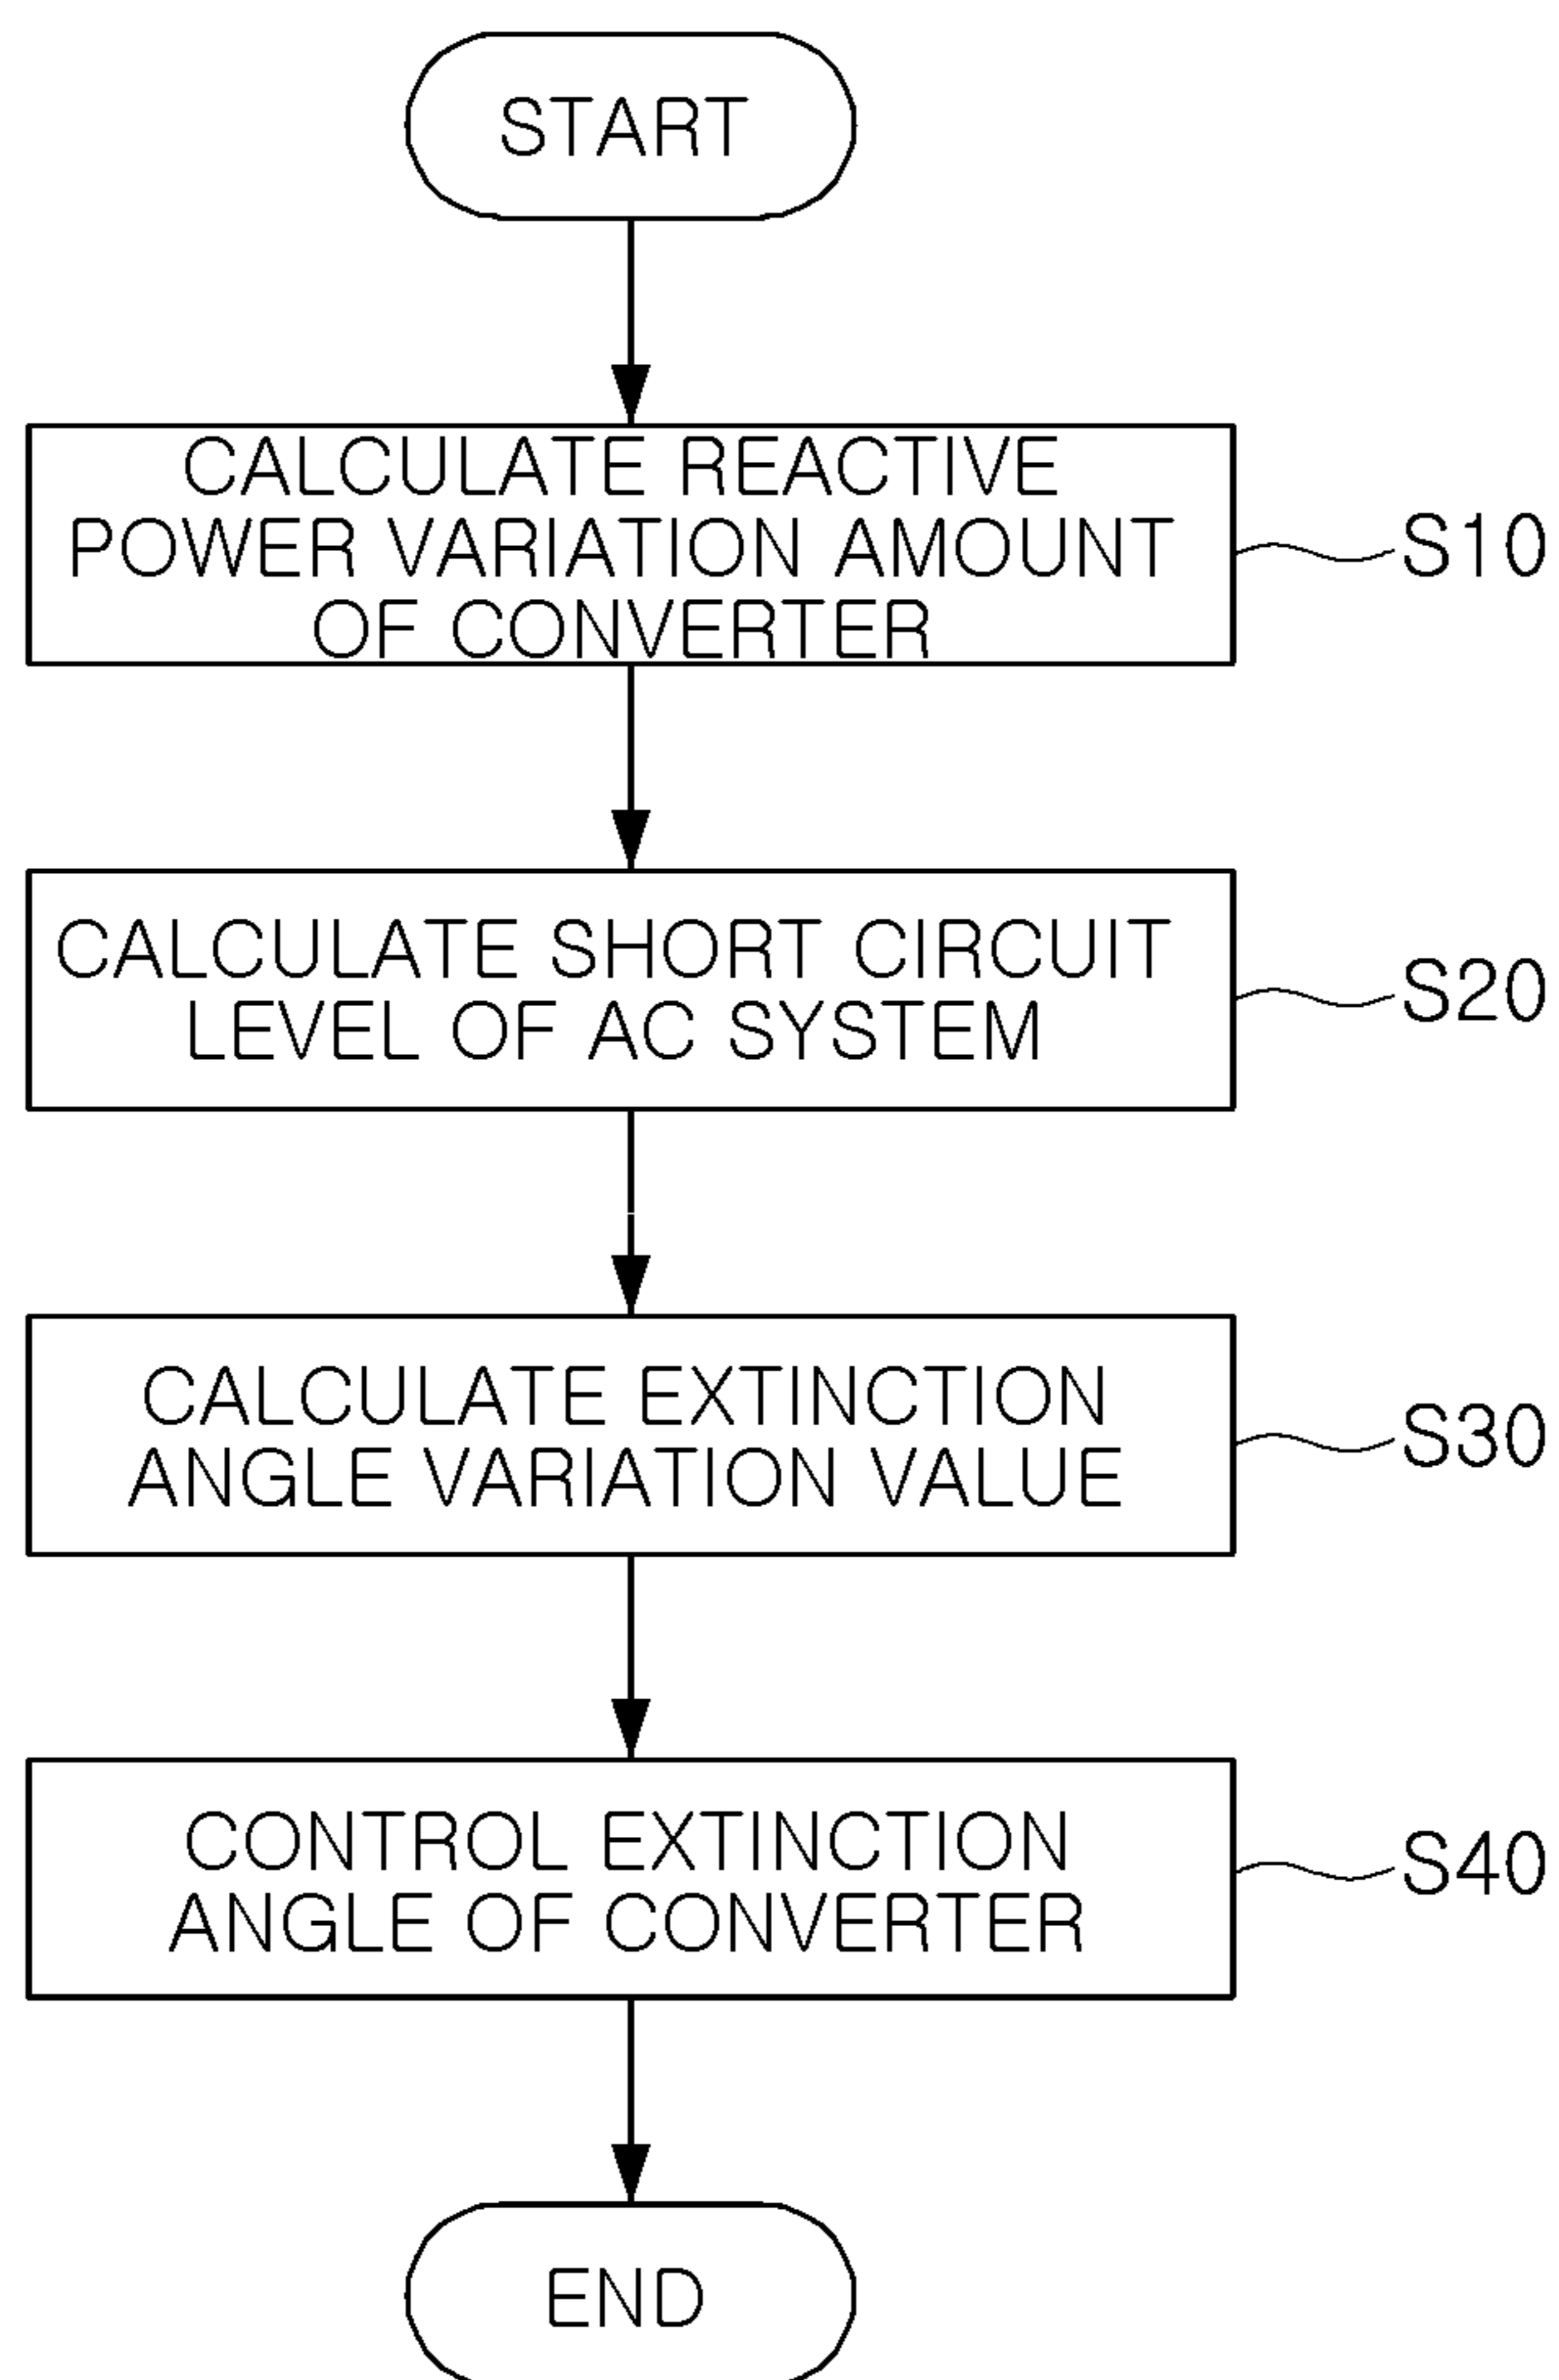 START
CALCULATE REACTIVE
POWER VARIATION AMOUNT
OF CONVERTER
S10
CALCULATE SHORT CIRCUIT
LEVEL OF AC SYSTEM
S20
CALCULATE EXTINCTION
ANGLE VARIATION VALUE
S30
CONTROL EXTINCTION
ANGLE OF CONVERTER
S40
END